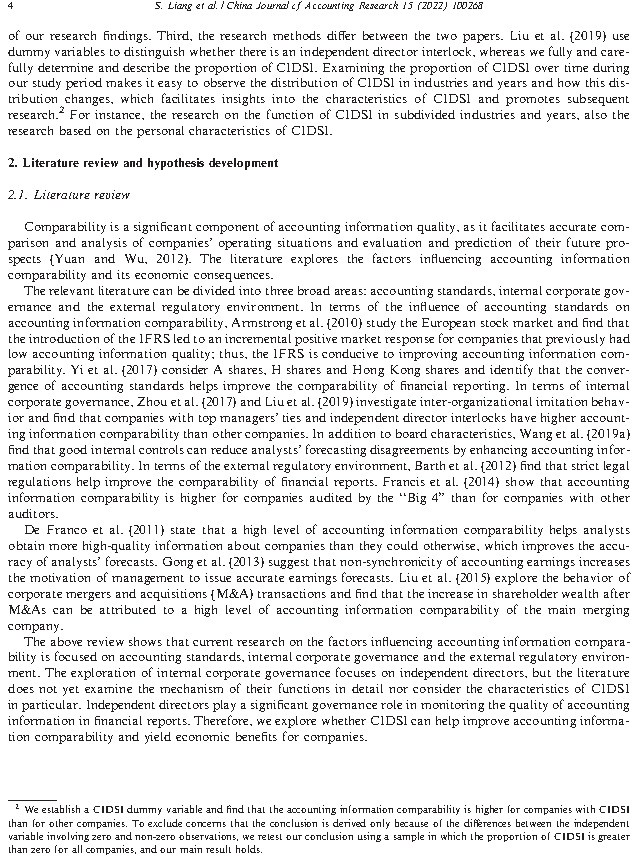 4
S. Liang et al. / China Journal of Accounting Research 15 (2022) 100268
of our research findings. Third, the research methods differ between the two papers. Liu et al. (2019) use
dummy variables to distinguish whether there is an independent director interlock, whereas we fully and care-
fully determine and describe the proportion of CIDSI. Examining the proportion of CIDSI over time during
our study period makes it easy to observe the distribution of CIDSI in industries and years and how this dis-
tribution changes, which facilitates insights into the characteristics of CIDSI and promotes subsequent
research.2 For instance, the research on the function of CIDSI in subdivided industries and years, also the
research based on the personal characteristics of CIDSI.
2. Literature review and hypothesis development
2.1. Literature review
Comparability is a significant component of accounting information quality, as it facilitates accurate com-
parison and analysis of companies' operating situations and evaluation and prediction of their future pro-
spects (Yuan and Wu, 2012). The literature explores the factors influencing accounting information
comparability and its economic consequences.
The relevant literature can be divided into three broad areas: accounting standards, internal corporate gov-
ernance and the external regulatory environment. In terms of the influence of accounting standards on
accounting information comparability, Armstrong et al. (2010) study the European stock market and find that
the introduction of the IFRS led to an incremental positive market response for companies that previously had
low accounting information quality; thus, the IFRS is conducive to improving accounting information com-
parability. Yi et al. (2017) consider A shares, H shares and Hong Kong shares and identify that the conver-
gence of accounting standards helps improve the comparability of financial reporting. In terms of internal
corporate governance, Zhou et al. (2017) and Liu et al. (2019) investigate inter-organizational imitation behav-
ior and find that companies with top managers' ties and independent director interlocks have higher account-
ing information comparability than other companies. In addition to board characteristics, Wang et al. (2019a)
find that good internal controls can reduce analysts' forecasting disagreements by enhancing accounting infor-
mation comparability. In terms of the external regulatory environment, Barth et al. (2012) find that strict legal
regulations help improve the comparability of financial reports. Francis et al. (2014) show that accounting
information comparability is higher for companies audited by the "Big 4" than for companies with other
auditors.
De Franco et al. (2011) state that a high level of accounting information comparability helps analysts
obtain more high-quality information about companies than they could otherwise, which improves the accu-
racy of analysts' forecasts. Gong et al. (2013) suggest that non-synchronicity of accounting earnings increases
the motivation of management to issue accurate earnings forecasts. Liu et al. (2015) explore the behavior of
corporate mergers and acquisitions (M&A) transactions and find that the increase in shareholder wealth after
M&As can be attributed to a high level of accounting information comparability of the main merging
company.
The above review shows that current research on the factors influencing accounting information compara-
bility is focused on accounting standards, internal corporate governance and the external regulatory environ-
ment. The exploration of internal corporate governance focuses on independent directors, but the literature
does not yet examine the mechanism of their functions in detail nor consider the characteristics of CIDSI
in particular. Independent directors play a significant governance role in monitoring the quality of accounting
information in financial reports. Therefore, we explore whether CIDSI can help improve accounting informa-
tion comparability and yield economic benefits for companies.
2 We establish a CIDSI dummy variable and find that the accounting information comparability is higher for companies with CIDSI
than for other companies. To exclude concerns that the conclusion is derived only because of the differences between the independent
variable involving zero and non-zero observations, we retest our conclusion using a sample in which the proportion of CIDSI is greater
than zero for all companies, and our main result holds.